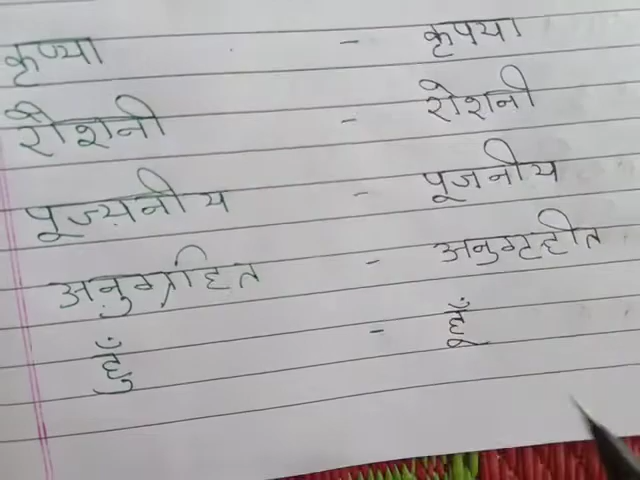 कृप्या - कृपया
रौशनी - रोशनी
पूज्यनीय - पूजनीय
अनुग्रहित - अनुगृहीत
हुँ - हूँ